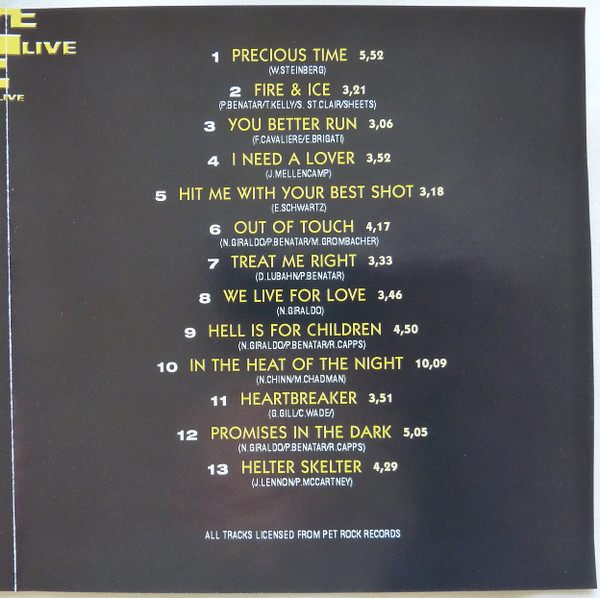 LIVE
LIVE
1 PRECIOUS TIME 5,52
(W.STEINBERG)
2 FIRE & ICE 3,21
(P.BENATAR/T.KELLY/S. ST.CLAIR/SHEETS)
3 YOU BETTER RUN 3,06
(F.CAVALIERE/E.BRIGATI)
4 I NEED A LOVER 3,52
(J.MELLENCAMP)
5 HIT ME WITH YOUR BEST SHOT 3,18
(E.SCHWARTZ)
6 OUT OF TOUCH 4,17
(N.GIRALDO/P.BENATAR/M.GROMBACHER)
7 TREAT ME RIGHT 3,33
(D.LUBAHN/P.BENATAR)
8 WE LIVE FOR LOVE 3,46
(N.GIRALDO)
9 HELL IS FOR CHILDREN 4,50
(N.GIRALDO/P.BENATAR/R.CAPPS)
10 IN THE HEAT OF THE NIGHT 10,09
(N.CHINN/M.CHADMAN)
11 HEARTBREAKER 3,51
(G.GILL/C.WADE/)
12 PROMISES IN THE DARK 5,05
(N.GIRALDO/P.BENATAR/R.CAPPS)
13 HELTER SKELTER 4,29
(J.LENNON/P.MCCARTNEY)
ALL TRACKS LICENSED FROM PET ROCK RECORDS